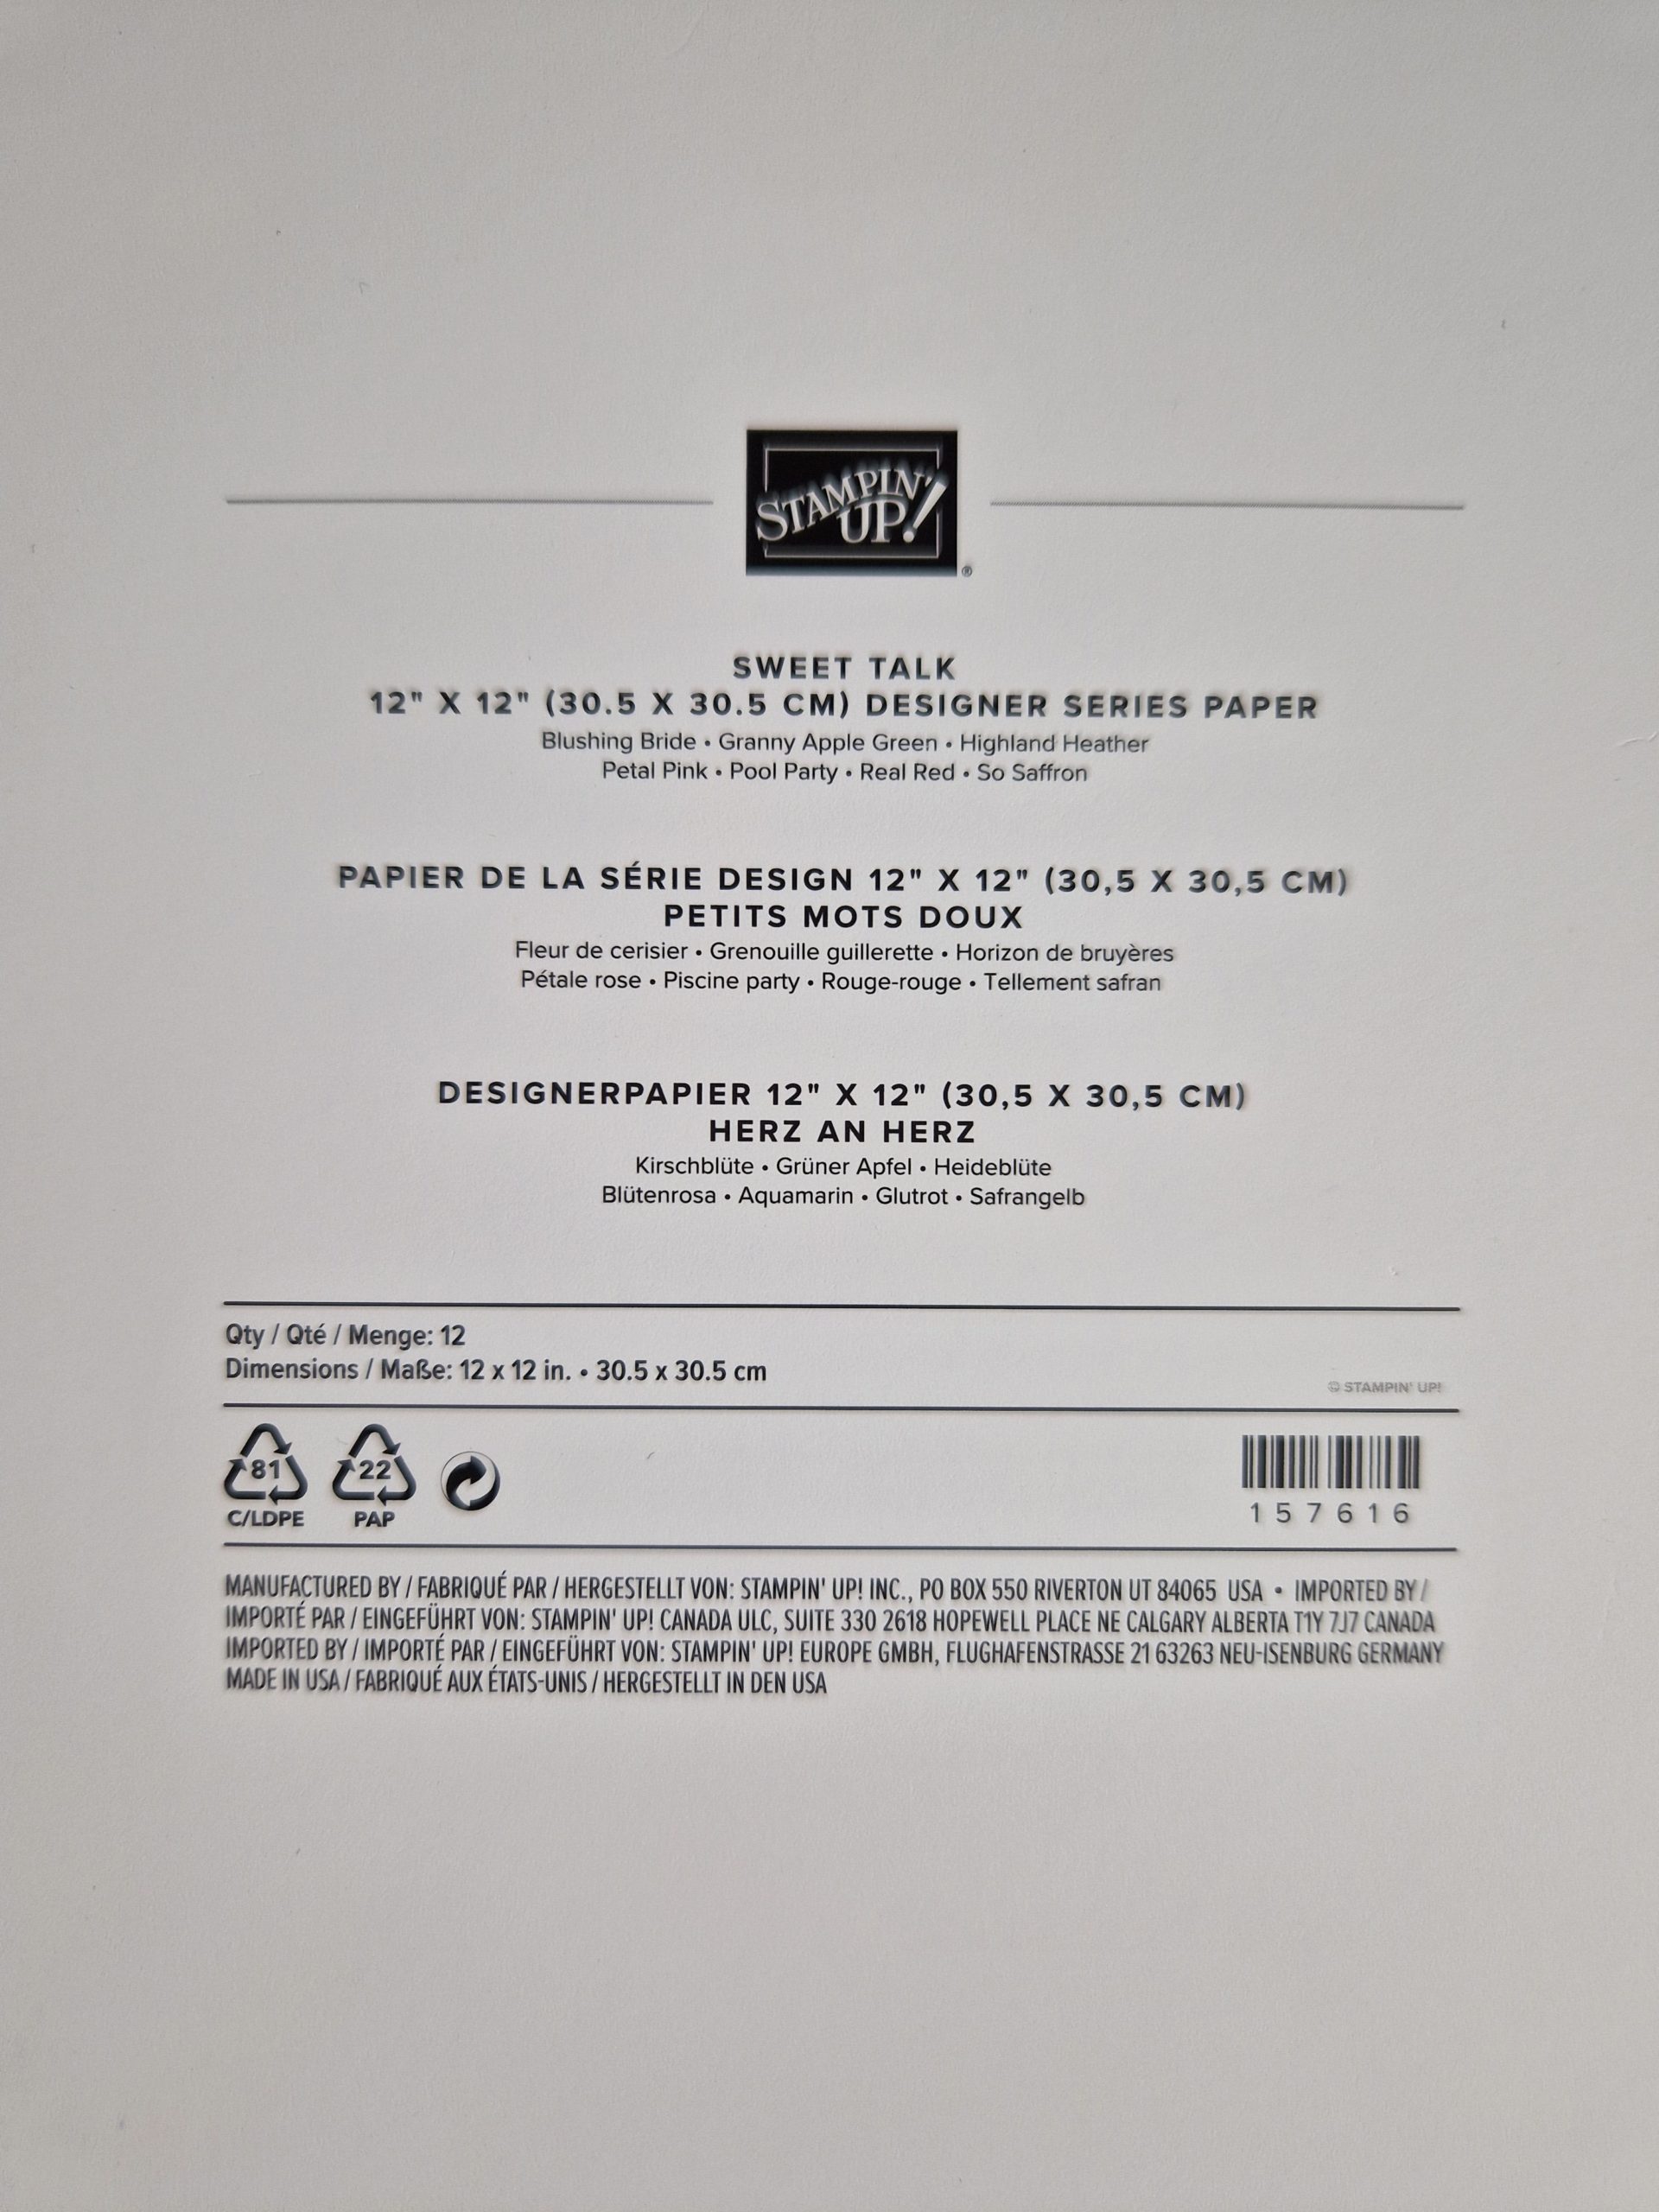 STAMPIN' UP!
®
SWEET TALK
12" X 12" (30.5 X 30.5 CM) DESIGNER SERIES PAPER
Blushing Bride • Granny Apple Green • Highland Heather
Petal Pink • Pool Party • Real Red • So Saffron
PAPIER DE LA SÉRIE DESIGN 12" X 12" (30,5 X 30,5 CM)
PETITS MOTS DOUX
Fleur de cerisier • Grenouille guillerette • Horizon de bruyères
Pétale rose • Piscine party • Rouge-rouge • Tellement safran
DESIGNERPAPIER 12" X 12" (30,5 X 30,5 CM)
HERZ AN HERZ
Kirschblüte • Grüner Apfel • Heideblüte
Blütenrosa • Aquamarin • Glutrot • Safrangelb
Qty / Qté / Menge: 12
Dimensions / Maße: 12 x 12 in. • 30.5 x 30.5 cm
© STAMPIN' UP!
81
C/LDPE
22
PAP
157616
MANUFACTURED BY / FABRIQUÉ PAR / HERGESTELLT VON: STAMPIN' UP! INC., PO BOX 550 RIVERTON UT 84065 USA • IMPORTED BY /
IMPORTÉ PAR / EINGEFÜHRT VON: STAMPIN' UP! CANADA ULC, SUITE 330 2618 HOPEWELL PLACE NE CALGARY ALBERTA T1Y 7J7 CANADA
IMPORTED BY / IMPORTÉ PAR / EINGEFÜHRT VON: STAMPIN' UP! EUROPE GMBH, FLUGHAFENSTRASSE 21 63263 NEU-ISENBURG GERMANY
MADE IN USA / FABRIQUÉ AUX ÉTATS-UNIS / HERGESTELLT IN DEN USA